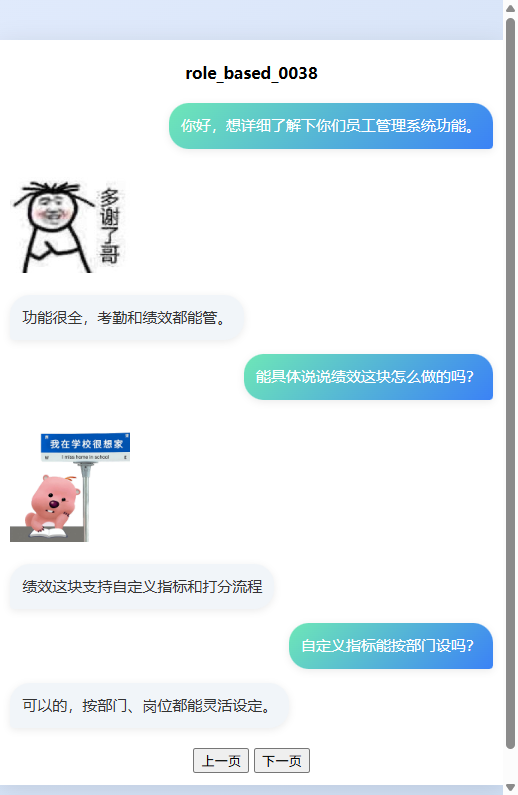 role_based_0038
你好，想详细了解下你们员工管理系统功能。
多谢了哥
功能很全，考勤和绩效都能管。
能具体说说绩效这块怎么做的吗？
我在学校很想家
I miss home in school
绩效这块支持自定义指标和打分流程
自定义指标能按部门设吗？
可以的，按部门、岗位都能灵活设定。
上一页 下一页